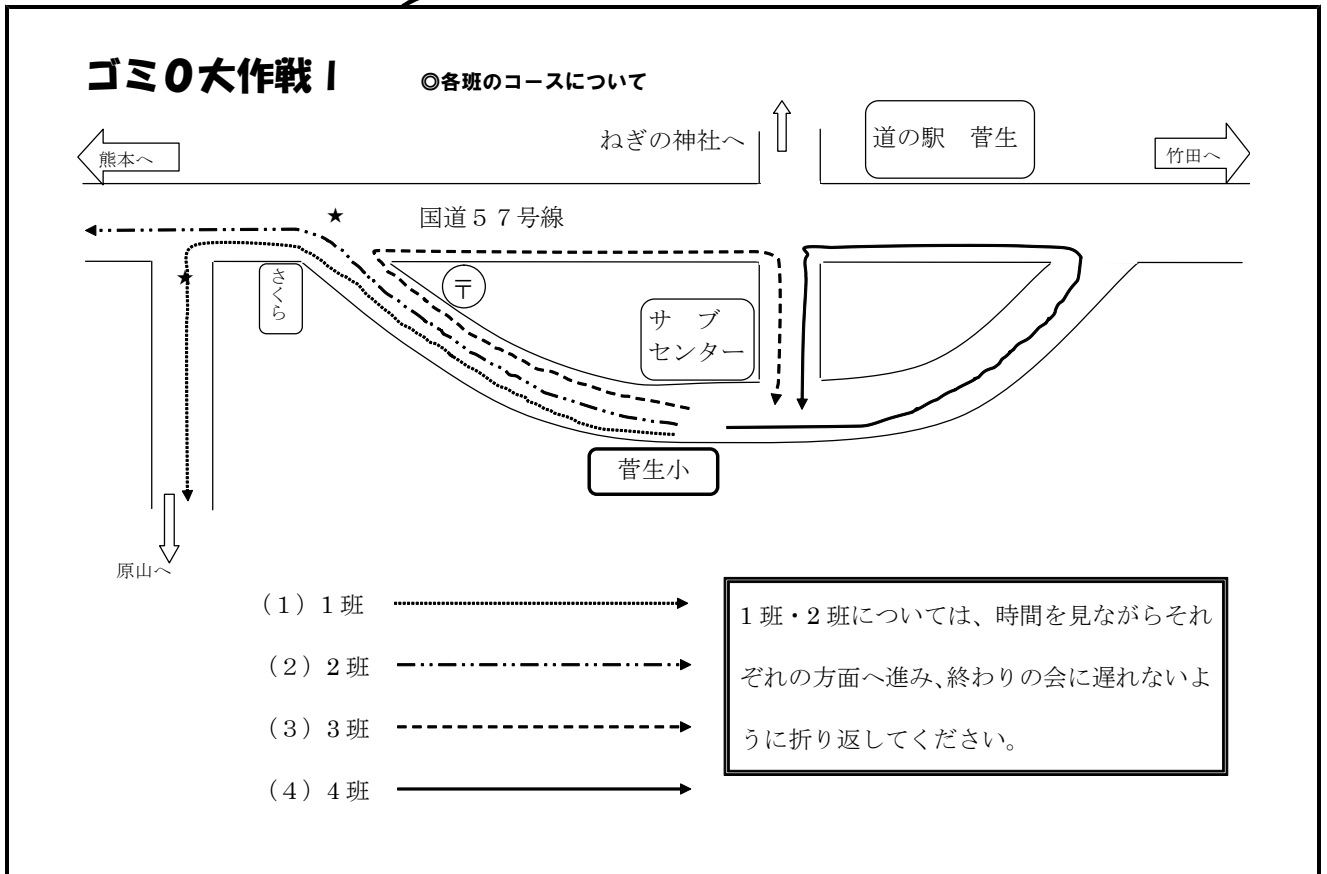 ゴミ0大作戦! ◎各班のコースについて
ねぎの神社へ
道の駅　菅生
熊本へ
竹田へ
★ 国道57号線
★
さくら
〒
サ　ブ
センター
菅生小
原山へ
(1)1班
(2)2班
(3)3班
(4)4班
1班・2班については、時間を見ながらそれ
ぞれの方面へ進み、終わりの会に遅れないよ
うに折り返してください。